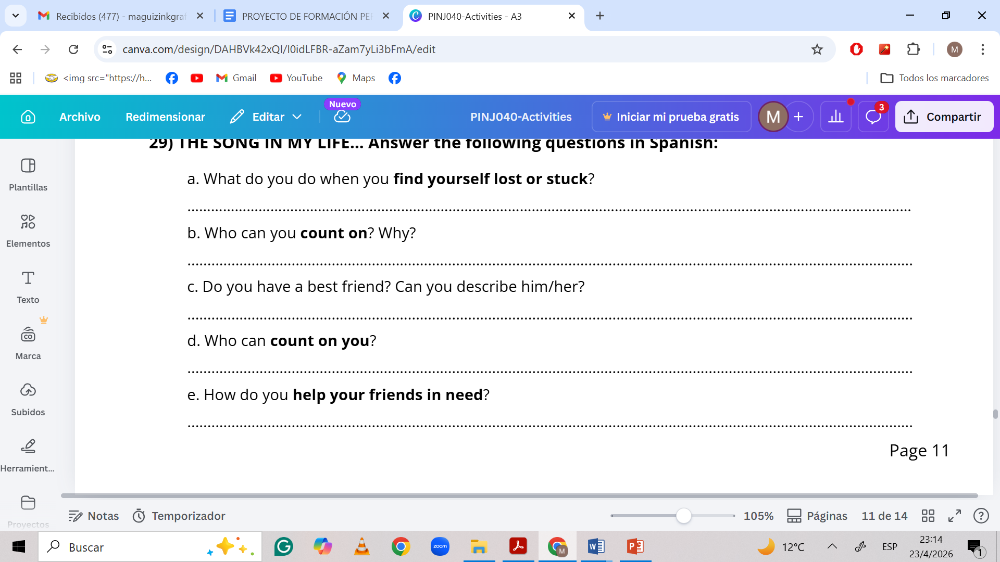 Recibidos (477) - maguizinkgraf
PROYECTO DE FORMACIÓN PE
PINJ040-Activities - A3
canva.com/design/DAHBVk42xQI/I0idLFBR-aZam7yLi3bFmA/edit
M
<img src="https://h...
Gmail
YouTube
Maps
Todos los marcadores
Archivo
Redimensionar
Editar
Nuevo
PINJ040-Activities
Iniciar mi prueba gratis
M
3
Compartir
29) THE SONG IN MY LIFE... Answer the following questions in Spanish:
a. What do you do when you find yourself lost or stuck?
b. Who can you count on? Why?
c. Do you have a best friend? Can you describe him/her?
d. Who can count on you?
e. How do you help your friends in need?
Page 11
Plantillas
Elementos
Texto
Marca
Subidos
Herramient...
Proyectos
Notas
Temporizador
105%
Páginas
11 de 14
Buscar
zoom
M
12°C
ESP
23:14
23/4/2026
1